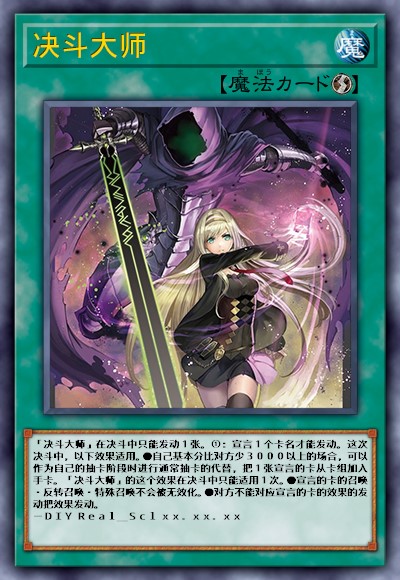 决斗大师
魔
【魔法カード】
まほう
「决斗大师」在决斗中只能发动1张。①：宣言1个卡名才能发动。这次
决斗中，以下效果适用。●自己基本分比对方少3000以上的场合，可以
作为自己的抽卡阶段时进行通常抽卡的代替，把1张宣言的卡从卡组加入
手卡。「决斗大师」的这个效果在决斗中只能适用1次。●宣言的卡的召唤
·反转召唤·特殊召唤不会被无效化。●对方不能对应宣言的卡的效果的发
动把效果发动。
－DIYReal_Sclxx.xx.xx